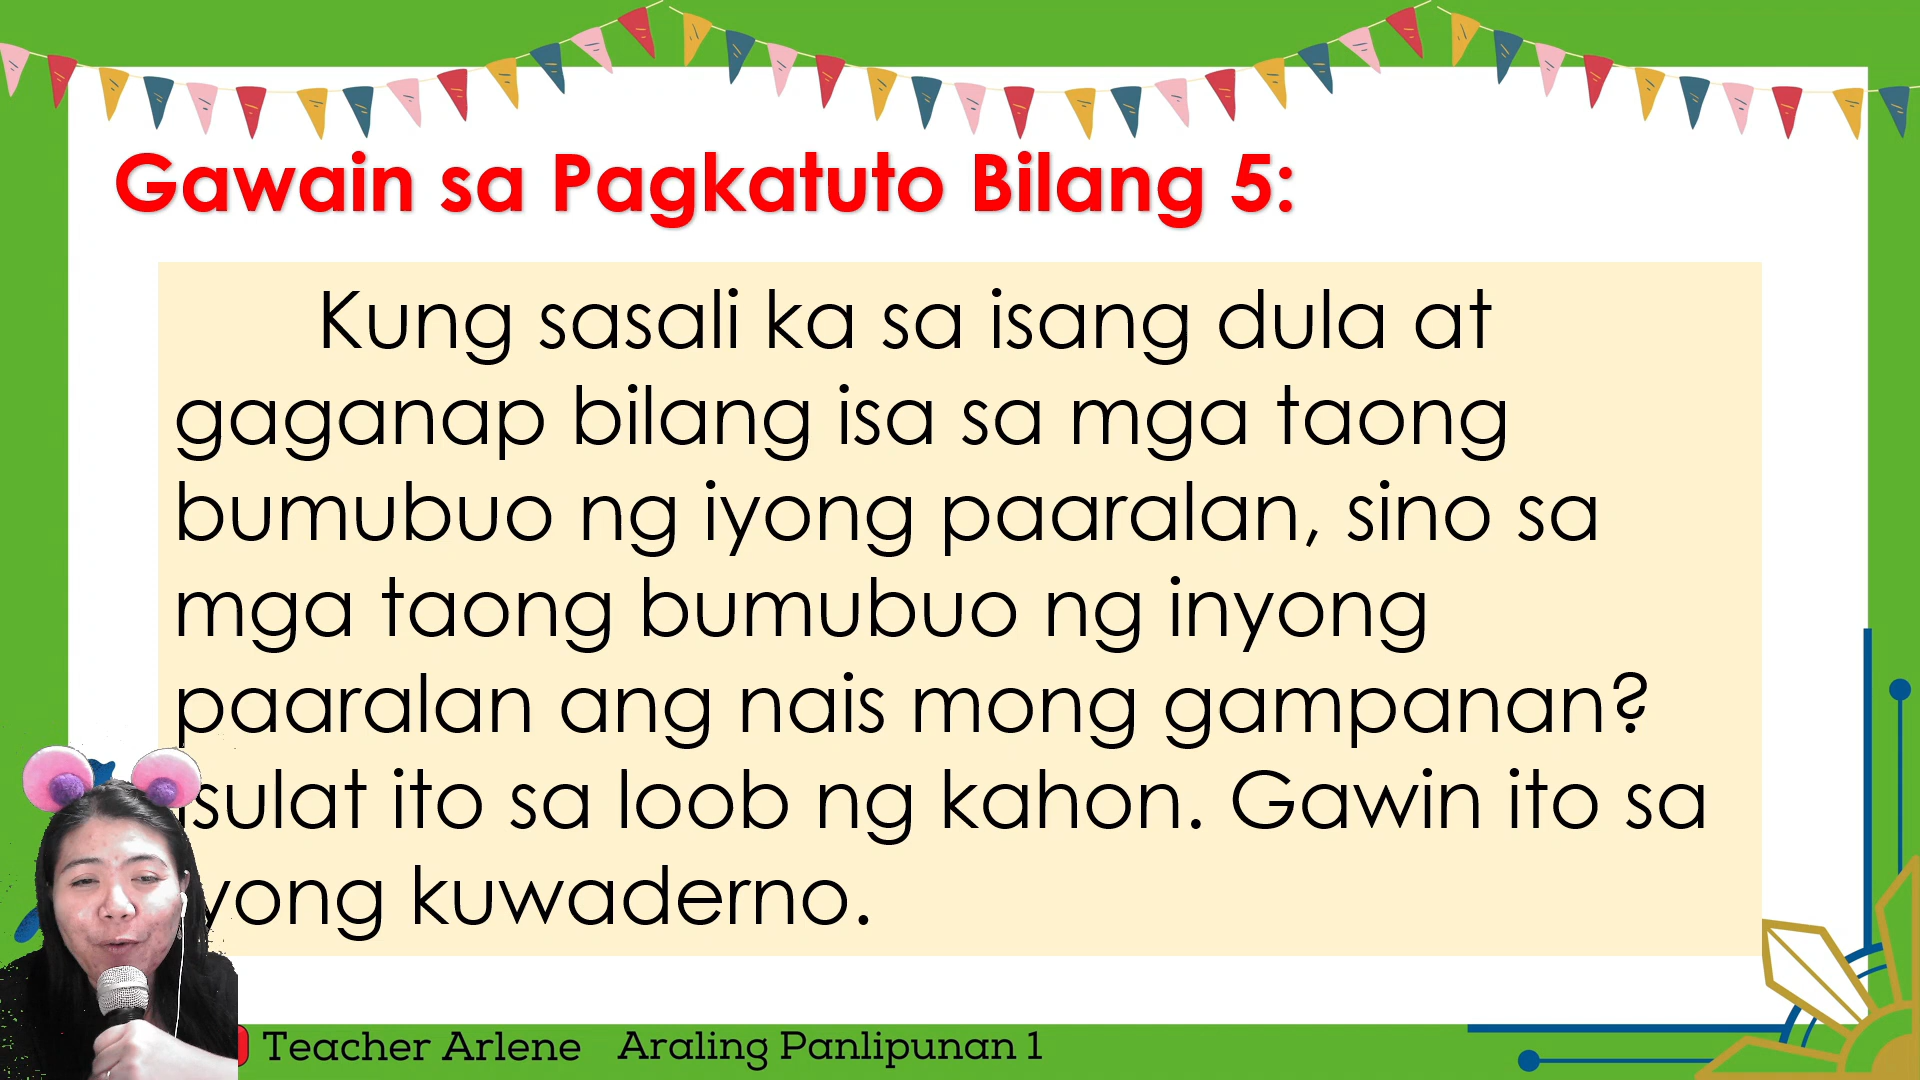 Gawain sa Pagkatuto Bilang 5:
Kung sasali ka sa isang dula at
gaganap bilang isa sa mga taong
bumubuo ng iyong paaralan, sino sa
mga taong bumubuo ng inyong
paaralan ang nais mong gampanan?
Isulat ito sa loob ng kahon. Gawin ito sa
iyong kuwaderno.
Teacher Arlene Araling Panlipunan 1